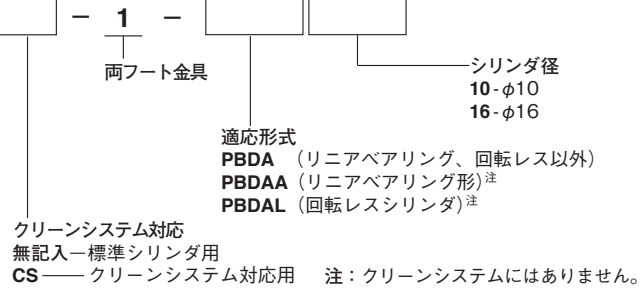 － 1 －
両フート金具
シリンダ径
10-φ10
16-φ16
適応形式
PBDA （リニアベアリング、回転レス以外）
PBDAA（リニアベアリング形）注
PBDAL（回転レスシリンダ）注
クリーンシステム対応
無記入―標準シリンダ用
CS ―― クリーンシステム対応用 注：クリーンシステムにはありません。